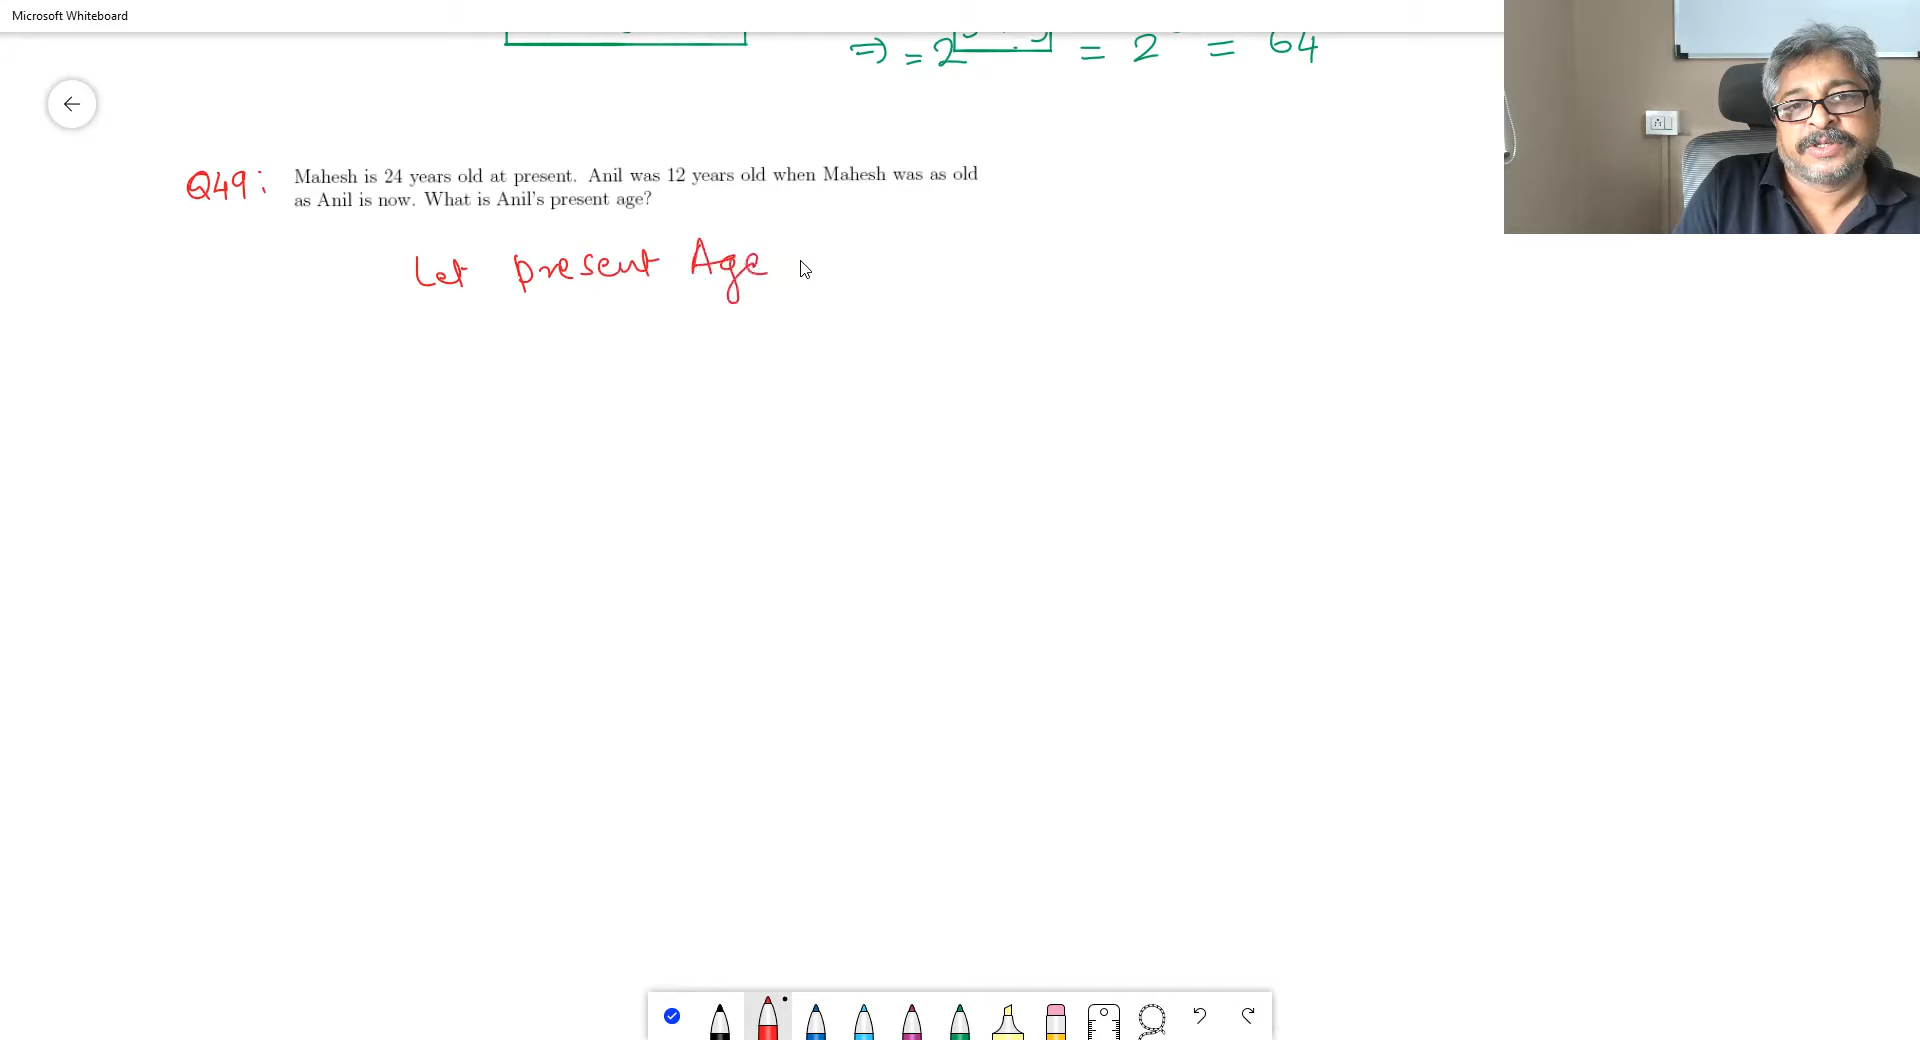 Microsoft Whiteboard
⇒ = 2 = 2 = 64
Q49: Mahesh is 24 years old at present. Anil was 12 years old when Mahesh was as old
as Anil is now. What is Anil's present age?
Let present Age